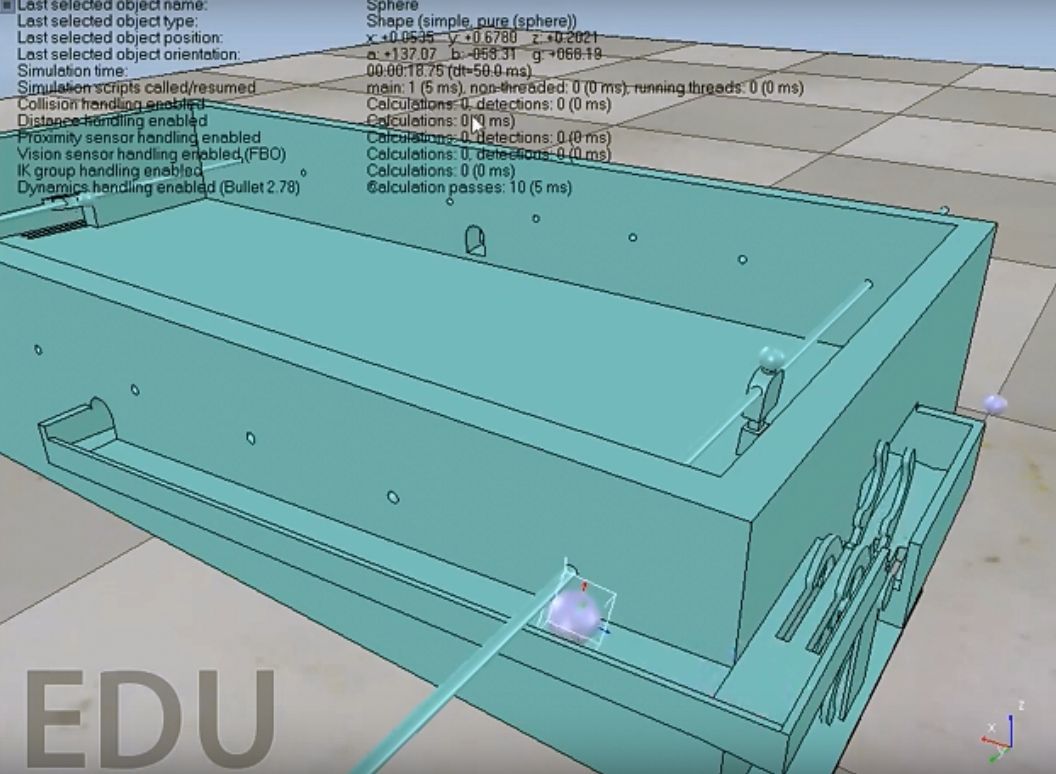 Last selected object name: Sphere
Last selected object type: Shape (simple, pure (sphere))
Last selected object position: x: +0.0535 y: +0.6780 z: +0.2021
Last selected object orientation: a: +137.07 b: -058.31 g: +068.19
Simulation time: 00:00:18.75 (dt=50.0 ms)
Simulation scripts called/resumed main: 1 (5 ms), non-threaded: 0 (0 ms), running threads: 0 (0 ms)
Collision handling enabled Calculations: 0, detections: 0 (0 ms)
Distance handling enabled Calculations: 0 ms)
Proximity sensor handling enabled Calculations: 0, detections: 0 (0 ms)
Vision sensor handling enabled (FBO) Calculations: 0, detections: 0 (0 ms)
IK group handling enabled Calculations: 0 (0 ms)
Dynamics handling enabled (Bullet 2.78) Calculation passes: 10 (5 ms)
EDU
z
x
y